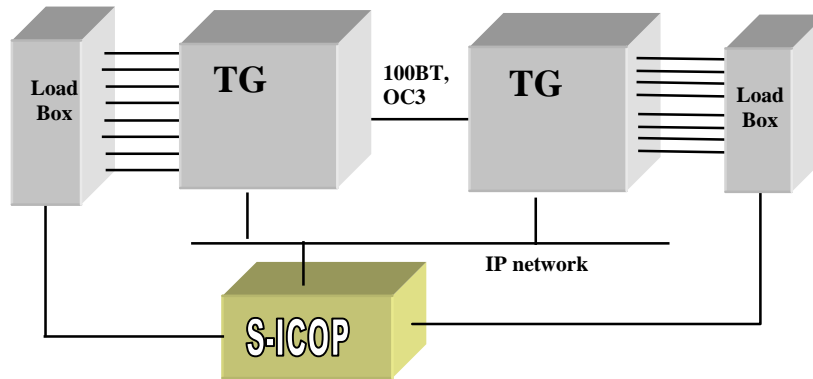 Load
Box
TG
100BT,
OC3
TG
Load
Box
IP network
S-ICOP